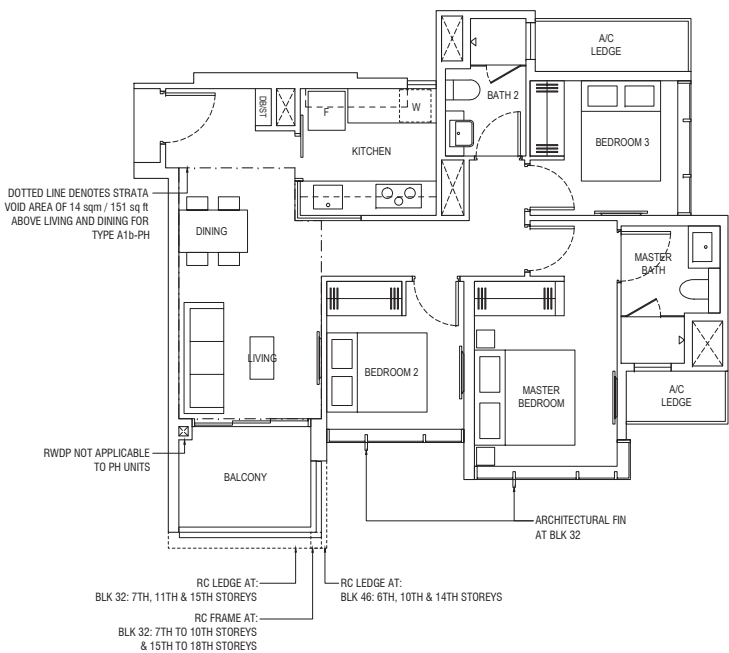 A/C
LEDGE
BATH 2
DB/ST
F
W
KITCHEN
BEDROOM 3
DOTTED LINE DENOTES STRATA
VOID AREA OF 14 sqm / 151 sq ft
ABOVE LIVING AND DINING FOR
TYPE A1b-PH
DINING
MASTER
BATH
LIVING
BEDROOM 2
MASTER
BEDROOM
A/C
LEDGE
RWDP NOT APPLICABLE
TO PH UNITS
BALCONY
ARCHITECTURAL FIN
AT BLK 32
RC LEDGE AT:
BLK 32: 7TH, 11TH & 15TH STOREYS
RC LEDGE AT:
BLK 46: 6TH, 10TH & 14TH STOREYS
RC FRAME AT:
BLK 32: 7TH TO 10TH STOREYS
& 15TH TO 18TH STOREYS